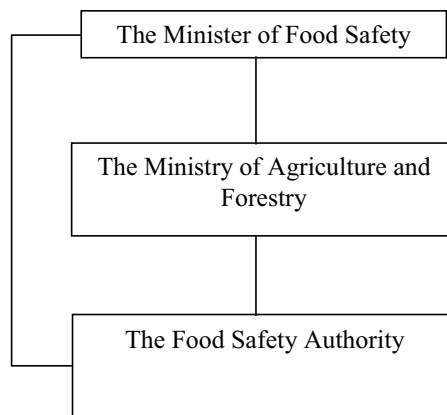 The Minister of Food Safety
The Ministry of Agriculture and
Forestry
The Food Safety Authority